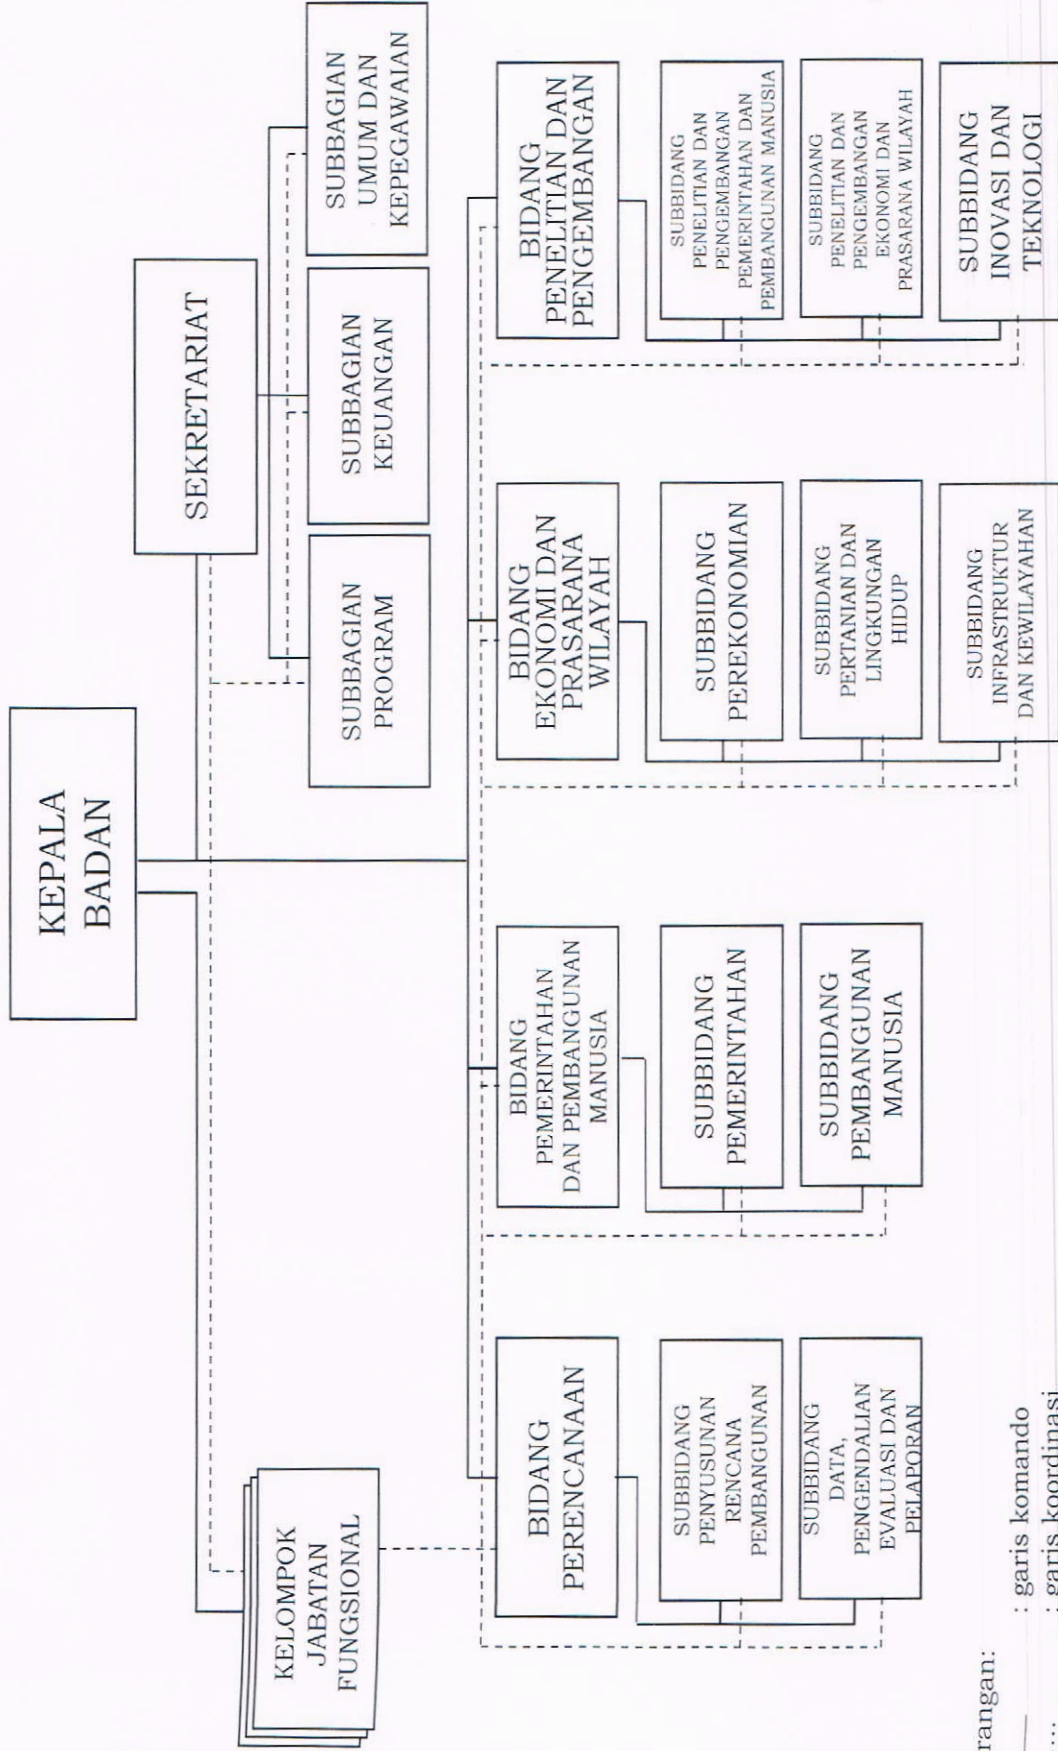 KEPALA
BADAN
SEKRETARIAT
KELOMPOK
JABATAN
FUNGSIONAL
SUBBAGIAN
PROGRAM
SUBBAGIAN
KEUANGAN
SUBBAGIAN
UMUM DAN
KEPEGAWAIAN
BIDANG
PERENCANAAN
SUBBIDANG
PENYUSUNAN
RENCANA
PEMBANGUNAN
SUBBIDANG
DATA,
PENGENDALIAN
EVALUASI DAN
PELAPORAN
BIDANG
PEMERINTAHAN
DAN PEMBANGUNAN
MANUSIA
SUBBIDANG
PEMERINTAHAN
SUBBIDANG
PEMBANGUNAN
MANUSIA
BIDANG
EKONOMI DAN
PRASARANA
WILAYAH
SUBBIDANG
PEREKONOMIAN
SUBBIDANG
PERTANIAN DAN
LINGKUNGAN
HIDUP
SUBBIDANG
INFRASTRUKTUR
DAN KEWILAYAHAN
BIDANG
PENELITIAN DAN
PENGEMBANGAN
SUBBIDANG
PENELITIAN DAN
PENGEMBANGAN
PEMERINTAHAN DAN
PEMBANGUNAN MANUSIA
SUBBIDANG
PENELITIAN DAN
PENGEMBANGAN
EKONOMI DAN
PRASARANA WILAYAH
SUBBIDANG
INOVASI DAN
TEKNOLOGI
rangan:
: garis komando
: garis koordinasi